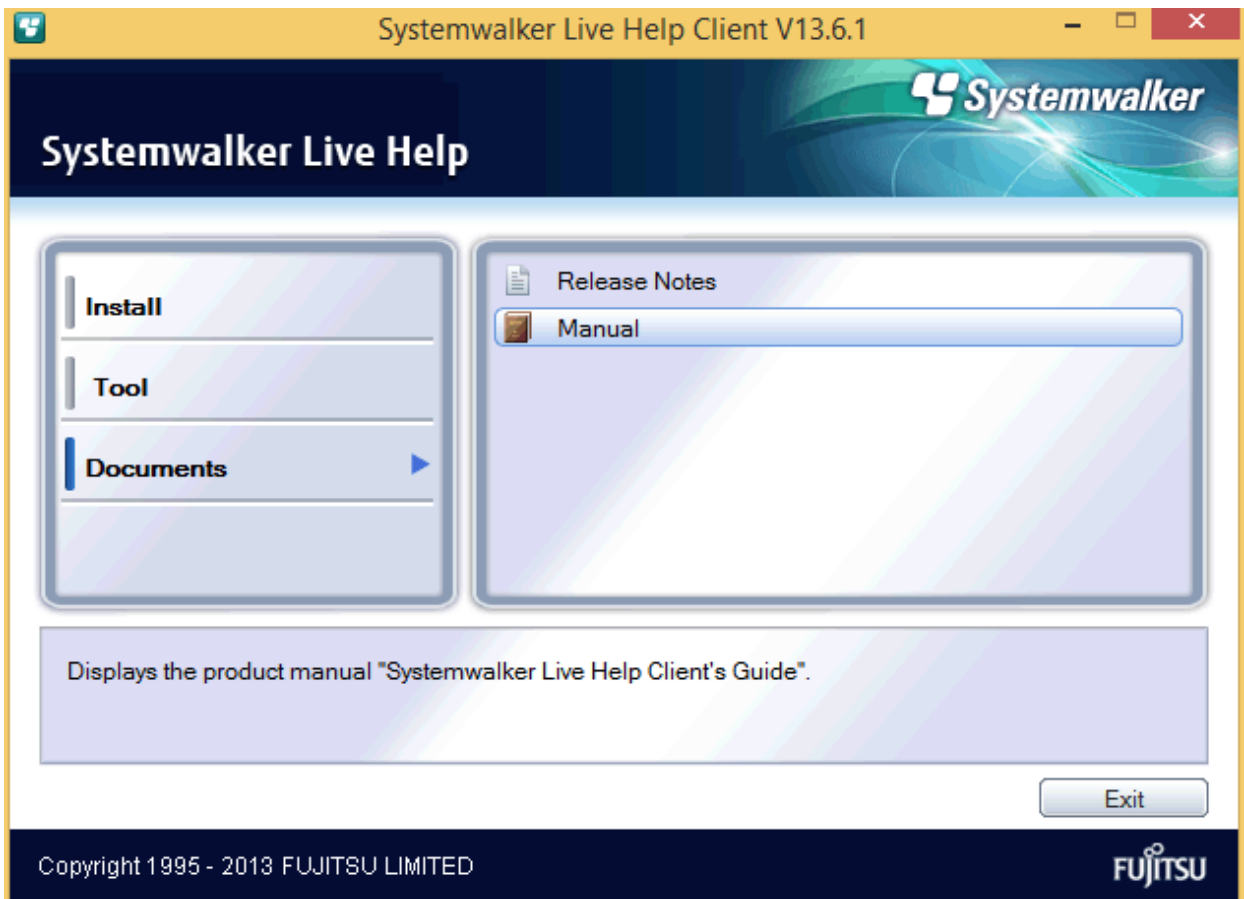 Systemwalker Live Help Client V13.6.1
Systemwalker
Systemwalker Live Help
Install
Tool
Documents
Release Notes
Manual
Displays the product manual "Systemwalker Live Help Client's Guide".
Exit
Copyright 1995 - 2013 FUJITSU LIMITED
FUJITSU